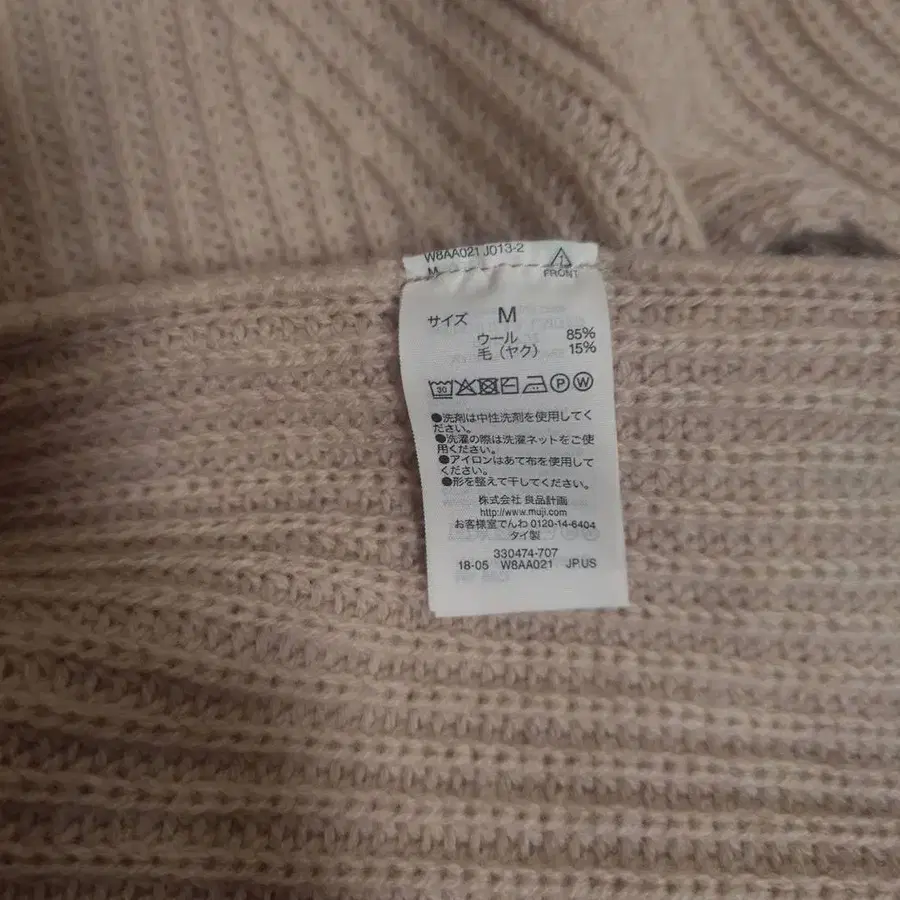 W8AA021 J013-2
M
1
FRONT
サイズ M
ウール 85%
毛(ヤク) 15%
30 P W
●洗剤は中性洗剤を使用してく
ださい。
●洗濯の際は洗濯ネットをご使
用ください。
●アイロンはあて布を使用して
ください。
●形を整えて干してください。
株式会社 良品計画
http://www.muji.com
お客様室でんわ 0120-14-6404
タイ製
330474-707
18-05 W8AA021 JP.US